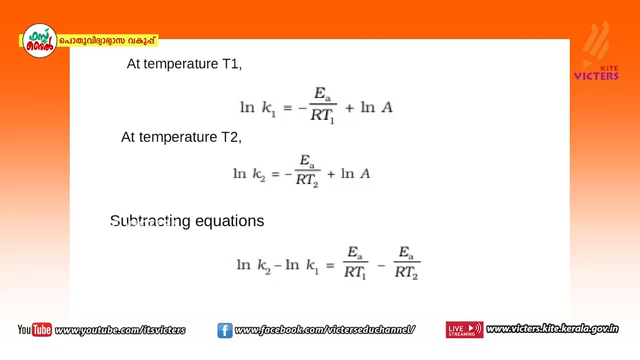 ഫസ്റ്റ് ബെൽ
പൊതുവിദ്യാഭ്യാസ വകുപ്പ്
KITE VICTERS
At temperature T1,
ln k₁ = −Eₐ/RT₁ + ln A
At temperature T2,
ln k₂ = −Eₐ/RT₂ + ln A
Subtracting equations
ln k₂ − ln k₁ = Eₐ/RT₁ − Eₐ/RT₂
YouTube www.youtube.com/itsvicters
www.facebook.com/victerseduchannel/
LIVE STREAMING www.victers.kite.kerala.gov.in